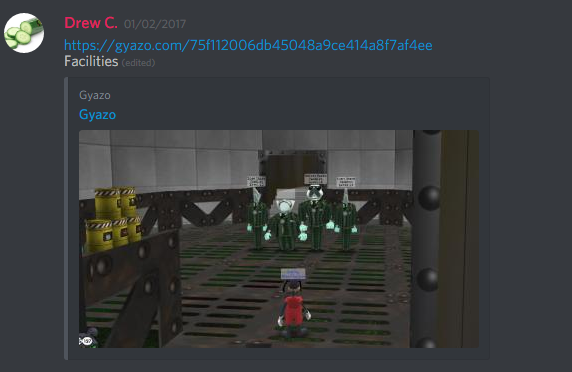 Drew C. 01/02/2017
https://gyazo.com/75f112006db45048a9ce414a8f7af4ee
Facilities (edited)
Gyazo
Gyazo